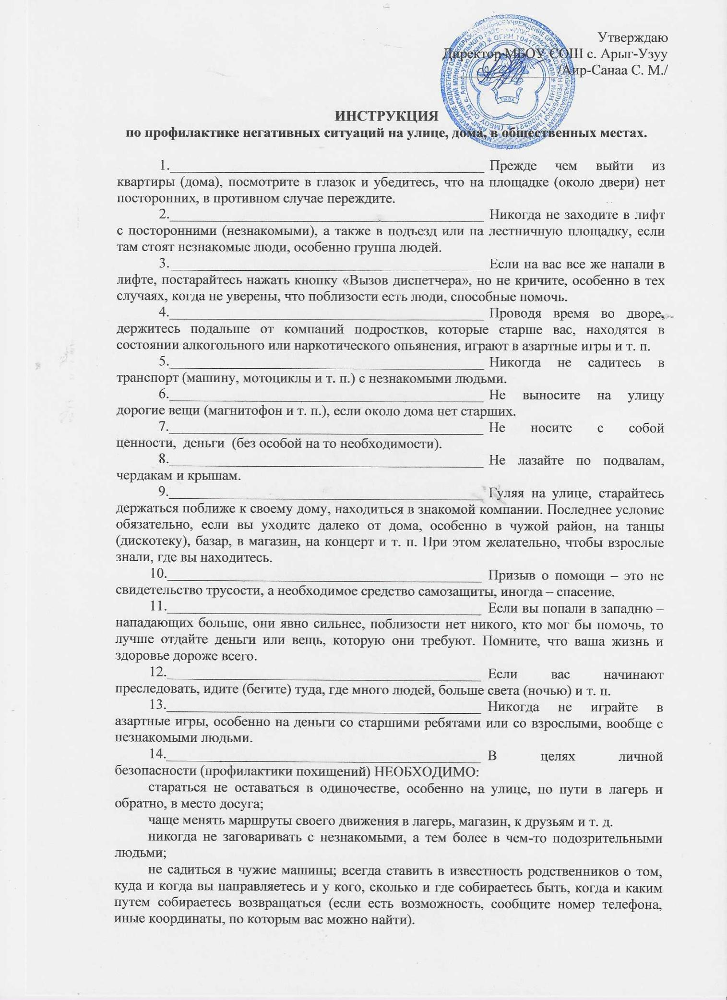 Утверждаю
Директор МБОУ СОШ с. Арыг-Узуу
/Аир-Санаа С. М./
ТЫВА
ИНСТРУКЦИЯ
по профилактике негативных ситуаций на улице, дома, в общественных местах.
1.______________________________________________ Прежде чем выйти из
квартиры (дома), посмотрите в глазок и убедитесь, что на площадке (около двери) нет
посторонних, в противном случае переждите.
2.______________________________________________ Никогда не заходите в лифт
с посторонними (незнакомыми), а также в подъезд или на лестничную площадку, если
там стоят незнакомые люди, особенно группа людей.
3.______________________________________________ Если на вас все же напали в
лифте, постарайтесь нажать кнопку «Вызов диспетчера», но не кричите, особенно в тех
случаях, когда не уверены, что поблизости есть люди, способные помочь.
4.______________________________________________ Проводя время во дворе,
держитесь подальше от компаний подростков, которые старше вас, находятся в
состоянии алкогольного или наркотического опьянения, играют в азартные игры и т. п.
5.______________________________________________ Никогда не садитесь в
транспорт (машину, мотоциклы и т. п.) с незнакомыми людьми.
6.______________________________________________ Не выносите на улицу
дорогие вещи (магнитофон и т. п.), если около дома нет старших.
7.______________________________________________ Не носите с собой
ценности, деньги (без особой на то необходимости).
8.______________________________________________ Не лазайте по подвалам,
чердакам и крышам.
9.______________________________________________ Гуляя на улице, старайтесь
держаться поближе к своему дому, находиться в знакомой компании. Последнее условие
обязательно, если вы уходите далеко от дома, особенно в чужой район, на танцы
(дискотеку), базар, в магазин, на концерт и т. п. При этом желательно, чтобы взрослые
знали, где вы находитесь.
10.______________________________________________ Призыв о помощи – это не
свидетельство трусости, а необходимое средство самозащиты, иногда – спасение.
11.______________________________________________ Если вы попали в западню –
нападающих больше, они явно сильнее, поблизости нет никого, кто мог бы помочь, то
лучше отдайте деньги или вещь, которую они требуют. Помните, что ваша жизнь и
здоровье дороже всего.
12.______________________________________________ Если вас начинают
преследовать, идите (бегите) туда, где много людей, больше света (ночью) и т. п.
13.______________________________________________ Никогда не играйте в
азартные игры, особенно на деньги со старшими ребятами или со взрослыми, вообще с
незнакомыми людьми.
14.______________________________________________ В целях личной
безопасности (профилактики похищений) НЕОБХОДИМО:
стараться не оставаться в одиночестве, особенно на улице, по пути в лагерь и
обратно, в место досуга;
чаще менять маршруты своего движения в лагерь, магазин, к друзьям и т. д.
никогда не заговаривать с незнакомыми, а тем более в чем-то подозрительными
людьми;
не садиться в чужие машины; всегда ставить в известность родственников о том,
куда и когда вы направляетесь и у кого, сколько и где собираетесь быть, когда и каким
путем собираетесь возвращаться (если есть возможность, сообщите номер телефона,
иные координаты, по которым вас можно найти).